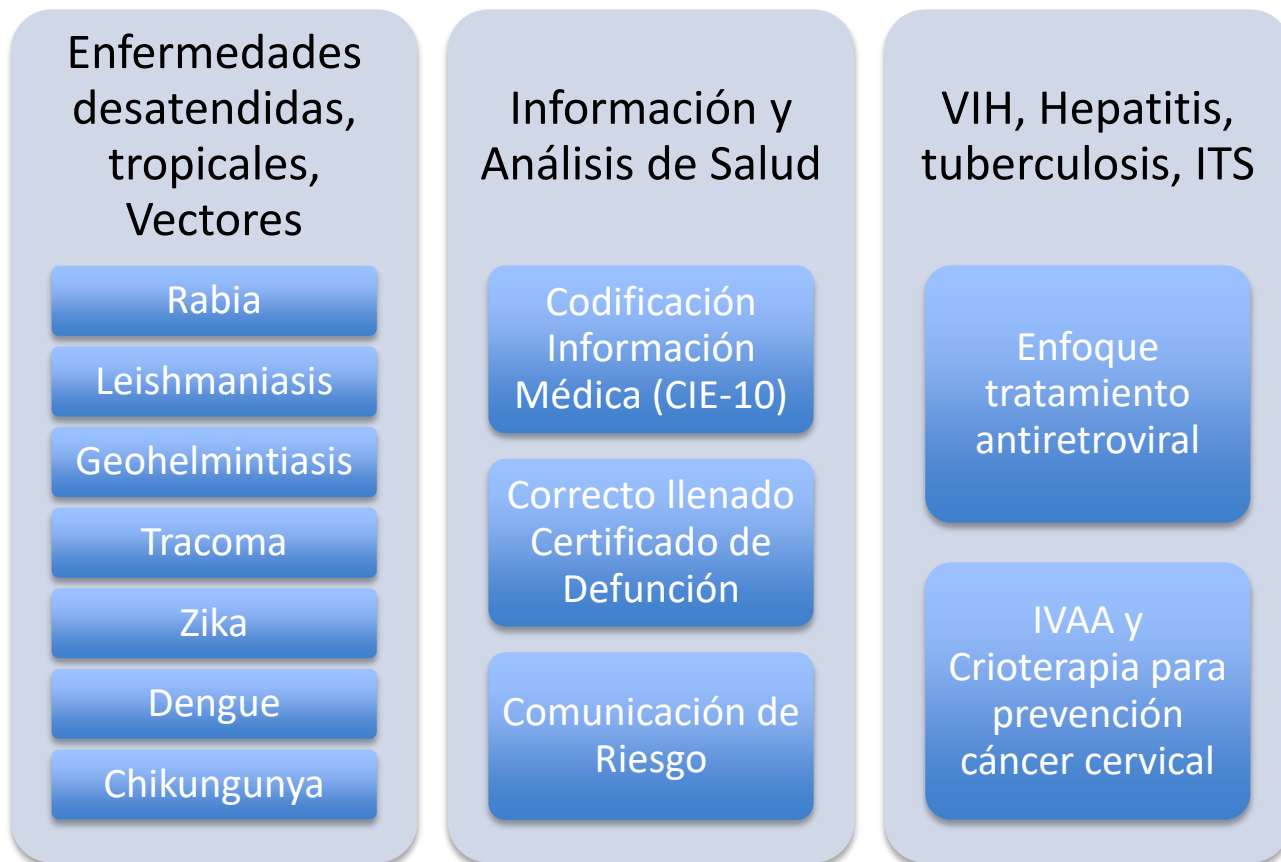 Enfermedades
desatendidas,
tropicales,
Vectores
Rabia
Leishmaniasis
Geohelmintiasis
Tracoma
Zika
Dengue
Chikungunya
Información y
Análisis de Salud
Codificación
Información
Médica (CIE-10)
Correcto llenado
Certificado de
Defunción
Comunicación de
Riesgo
VIH, Hepatitis,
tuberculosis, ITS
Enfoque
tratamiento
antiretroviral
IVAA y
Crioterapia para
prevención
cáncer cervical